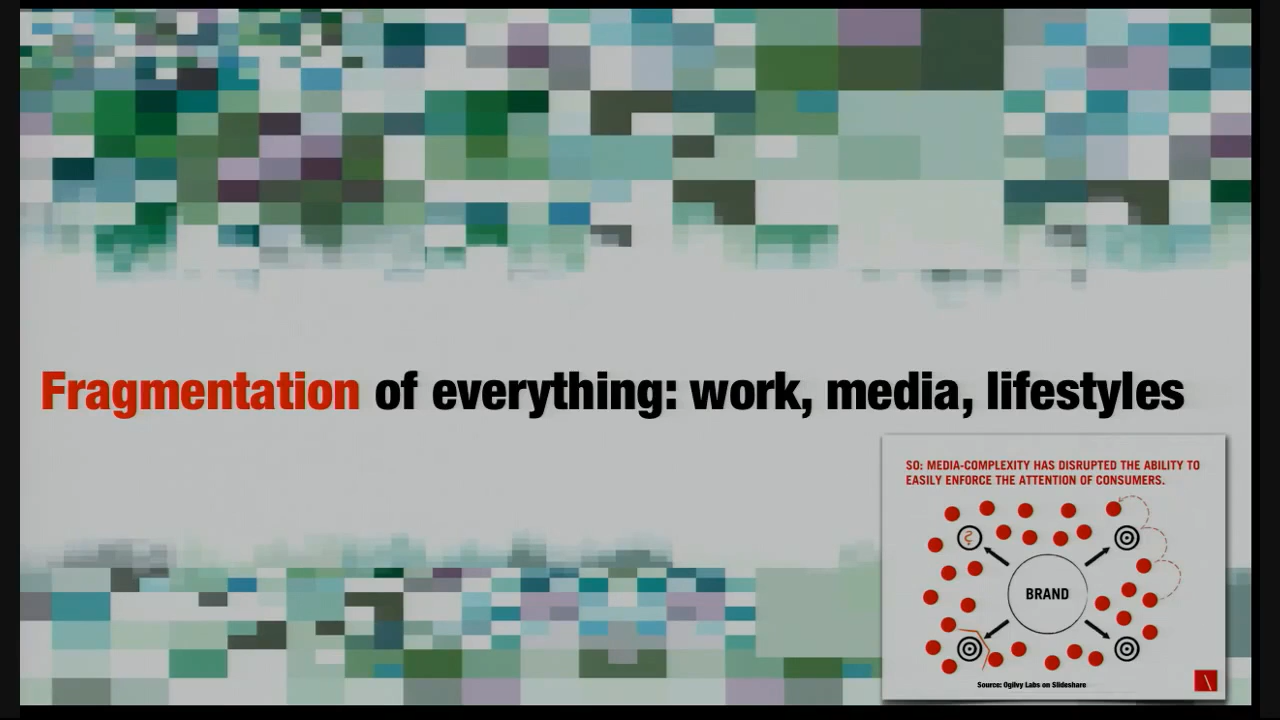 Fragmentation of everything: work, media, lifestyles
SO: MEDIA-COMPLEXITY HAS DISRUPTED THE ABILITY TO
EASILY ENFORCE THE ATTENTION OF CONSUMERS.
BRAND
Source: Ogilvy Labs on Slideshare